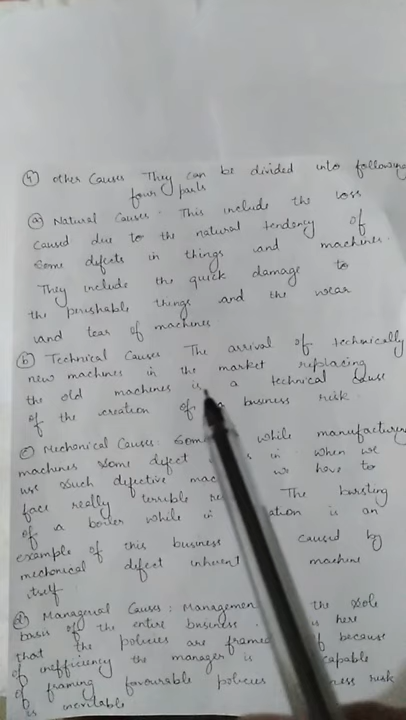 ④ Other Causes They can be divided into following
four parts
ⓐ Natural Causes. This include the loss
caused due to the natural tendency of
some defects in things and machines.
They include the quick damage to
the perishable things and the wear
and tear of machines
ⓑ Technical Causes The arrival of technically
new machines in the market replacing
the old machines is a technical cause
of the creation of a business risk.
ⓒ Mechanical Causes. Some while manufacturing
machines some defect in. when we
use such defective we have to
face really terrible The bursting
of a boiler while in is an
example of this business caused by
mechanical defect inherent machine
itself
ⓓ Managerial Causes: the sole
basis of the entire business. is here
that the policies are framed because
of inefficiency the manager is
of framing favourable policies risk
is inevitable